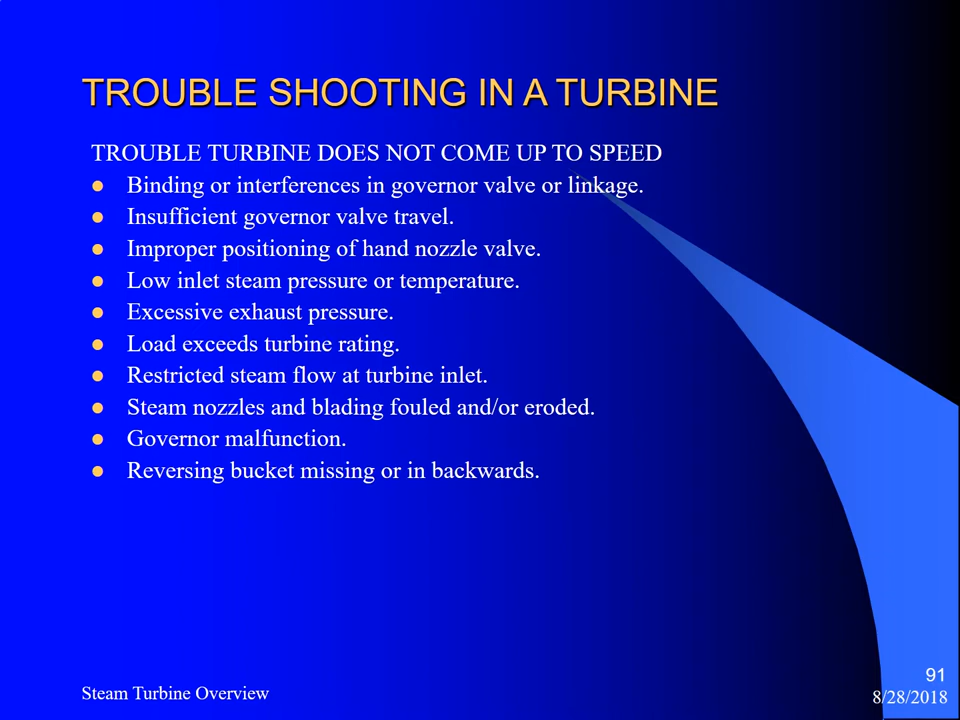 TROUBLE SHOOTING IN A TURBINE
TROUBLE TURBINE DOES NOT COME UP TO SPEED
Binding or interferences in governor valve or linkage.
Insufficient governor valve travel.
Improper positioning of hand nozzle valve.
Low inlet steam pressure or temperature.
Excessive exhaust pressure.
Load exceeds turbine rating.
Restricted steam flow at turbine inlet.
Steam nozzles and blading fouled and/or eroded.
Governor malfunction.
Reversing bucket missing or in backwards.
91
Steam Turbine Overview
8/28/2018